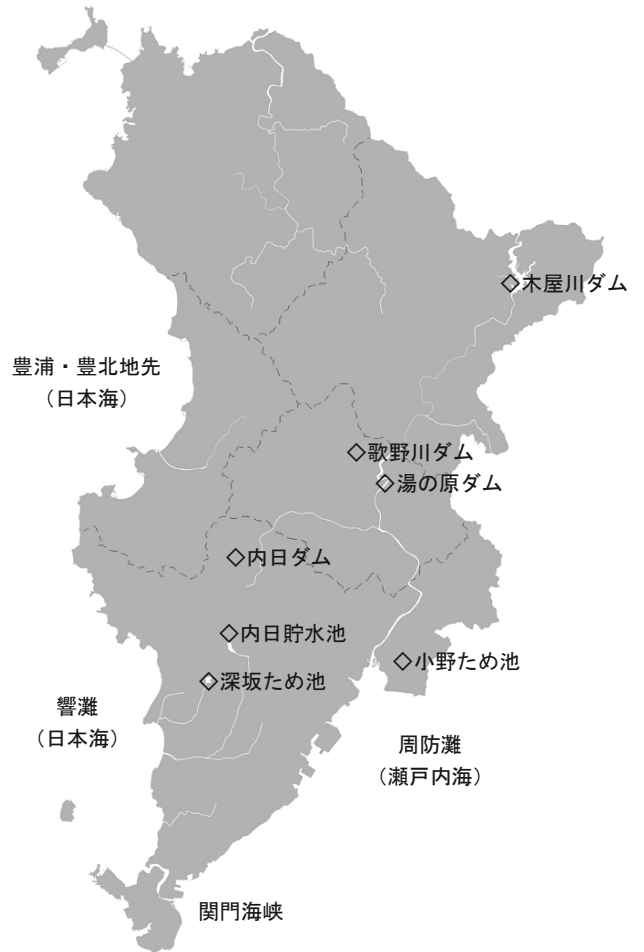 ◇木屋川ダム
豊浦・豊北地先
（日本海）
◇歌野川ダム
◇湯の原ダム
◇内日ダム
◇内日貯水池
◇小野ため池
◇深坂ため池
響灘
（日本海）
周防灘
（瀬戸内海）
関門海峡